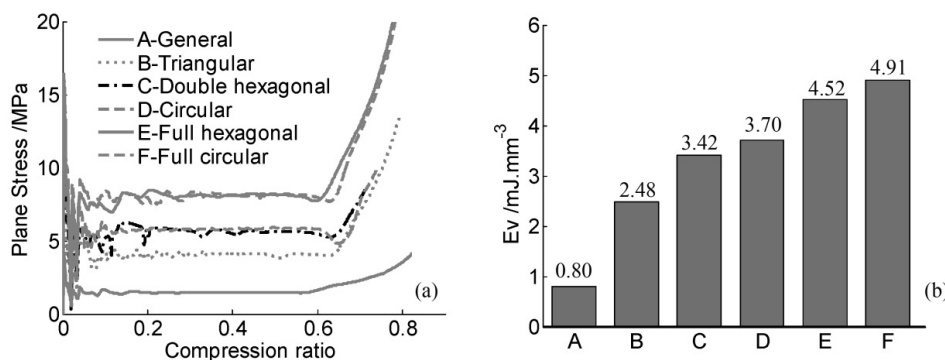 20
15
10
5
0
Plane Stress /MPa
A-General
B-Triangular
C-Double hexagonal
D-Circular
E-Full hexagonal
F-Full circular
(a)
0
0.2
0.4
0.6
0.8
Compression ratio
6
5
4
3
2
1
0
Ev /mJ.mm-3
0.80
2.48
3.42
3.70
4.52
4.91
(b)
A
B
C
D
E
F